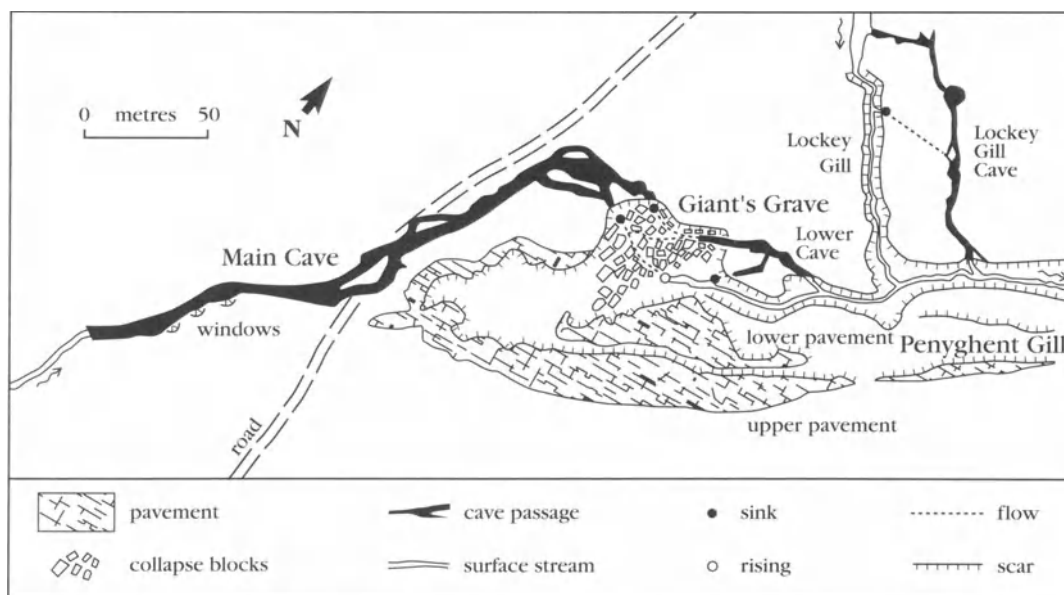 0 metres 50
N
Lockey
Gill
Lockey
Gill
Cave
Giant's Grave
Lower
Cave
Main Cave
windows
lower pavement
Penyghent Gill
road
upper pavement
pavement
cave passage
sink
flow
collapse blocks
surface stream
rising
scar